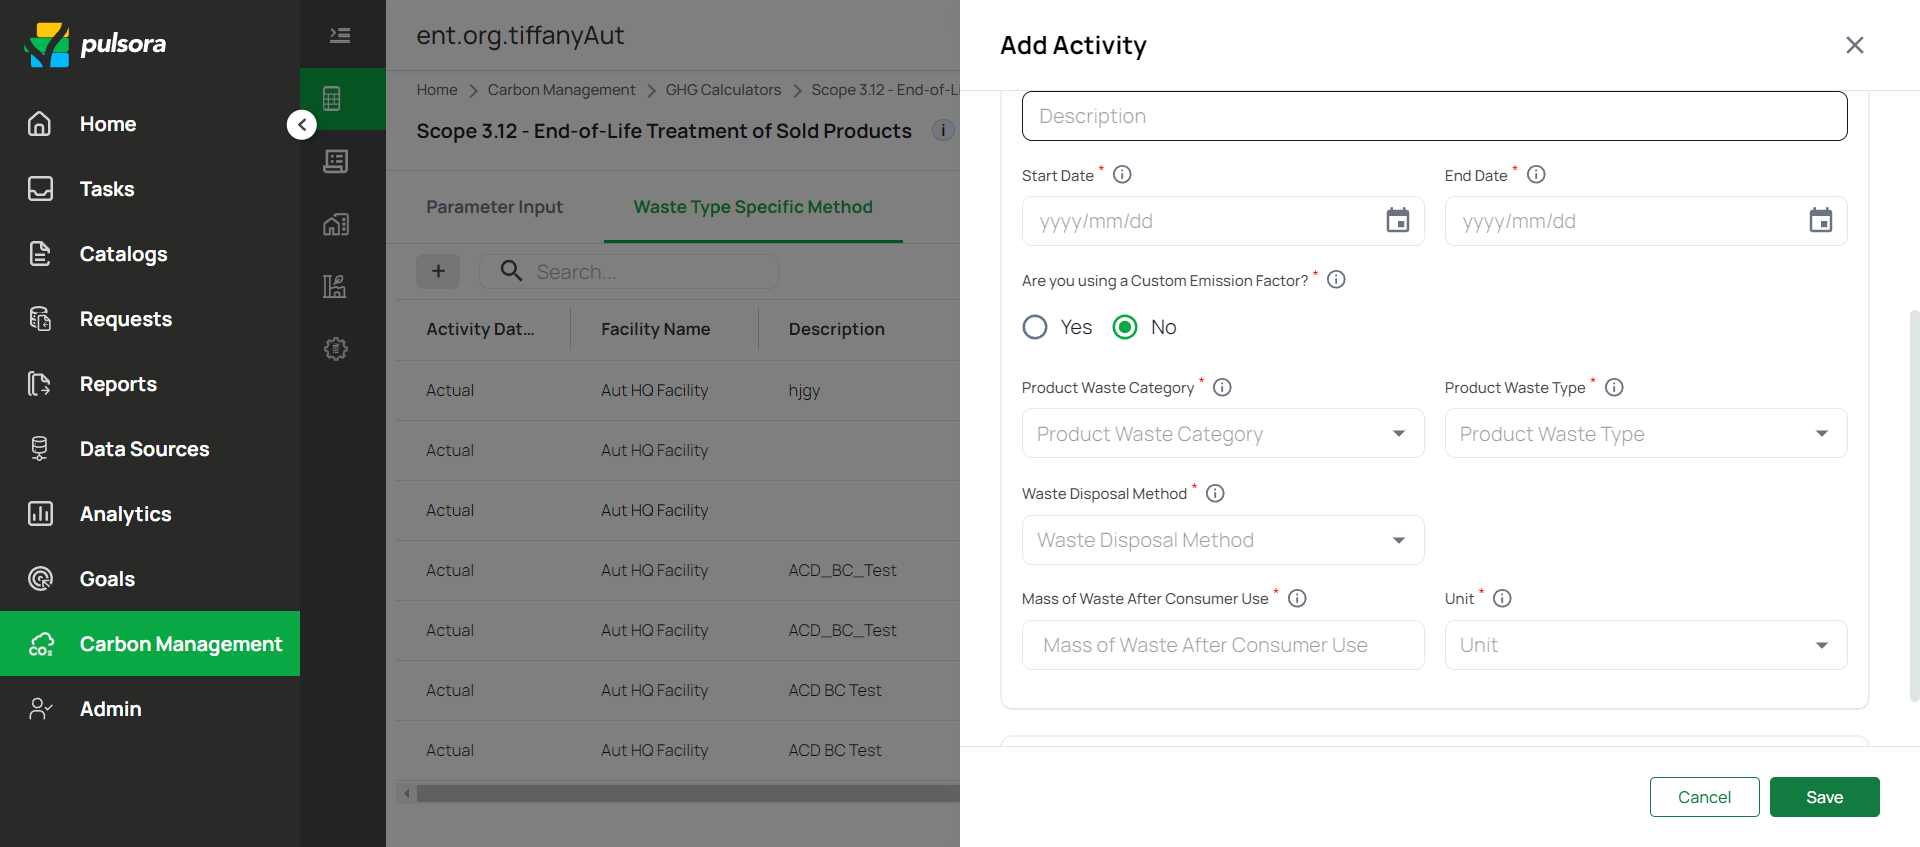 pulsora
Home
Tasks
Catalogs
Requests
Reports
Data Sources
Analytics
Goals
CO₂
Carbon Management
Admin
ent.org.tiffanyAut
Home > Carbon Management > GHG Calculators > Scope 3.12 - End-of-L
Scope 3.12 - End-of-Life Treatment of Sold Products
Parameter Input
Waste Type Specific Method
+
Search...
Activity Dat... Facility Name Description
Actual Aut HQ Facility hjgy
Actual Aut HQ Facility
Actual Aut HQ Facility
Actual Aut HQ Facility ACD_BC_Test
Actual Aut HQ Facility ACD_BC_Test
Actual Aut HQ Facility ACD BC Test
Actual Aut HQ Facility ACD BC Test
Add Activity
Description
Start Date * End Date *
yyyy/mm/dd yyyy/mm/dd
Are you using a Custom Emission Factor? *
Yes No
Product Waste Category * Product Waste Type *
Product Waste Category Product Waste Type
Waste Disposal Method *
Waste Disposal Method
Mass of Waste After Consumer Use * Unit *
Mass of Waste After Consumer Use Unit
Cancel Save